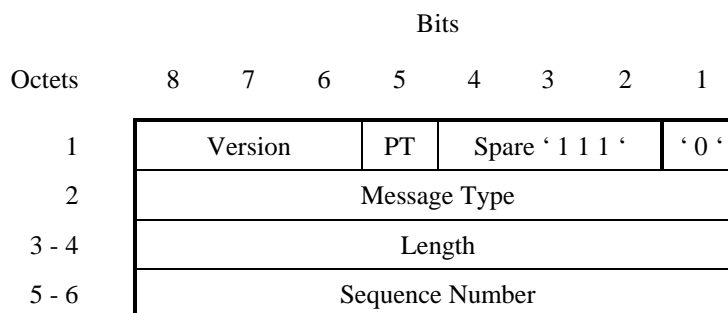 Bits
Octets 8 7 6 5 4 3 2 1
1 Version PT Spare ‘ 1 1 1 ‘ ‘ 0 ‘
2 Message Type
3 - 4 Length
5 - 6 Sequence Number